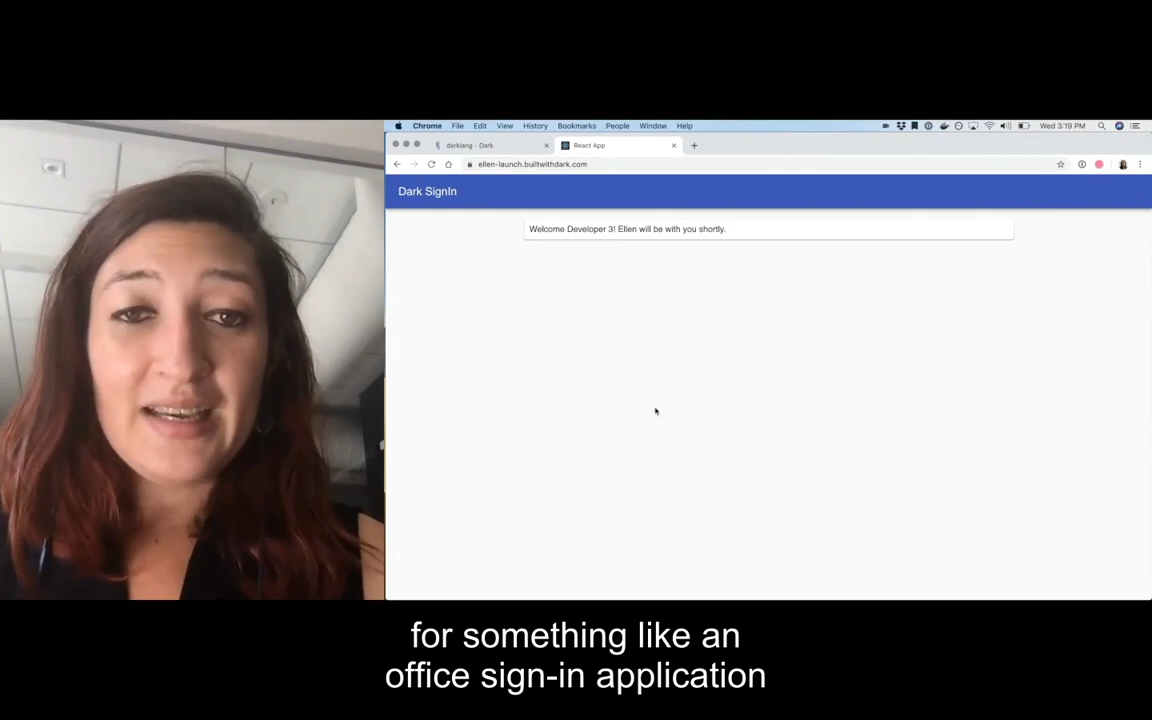 Chrome File Edit View History Bookmarks People Window Help Wed 3:19 PM
darklang - Dark React App
ellen-launch.builtwithdark.com
Dark SignIn
Welcome Developer 3! Ellen will be with you shortly.
for something like an
office sign-in application